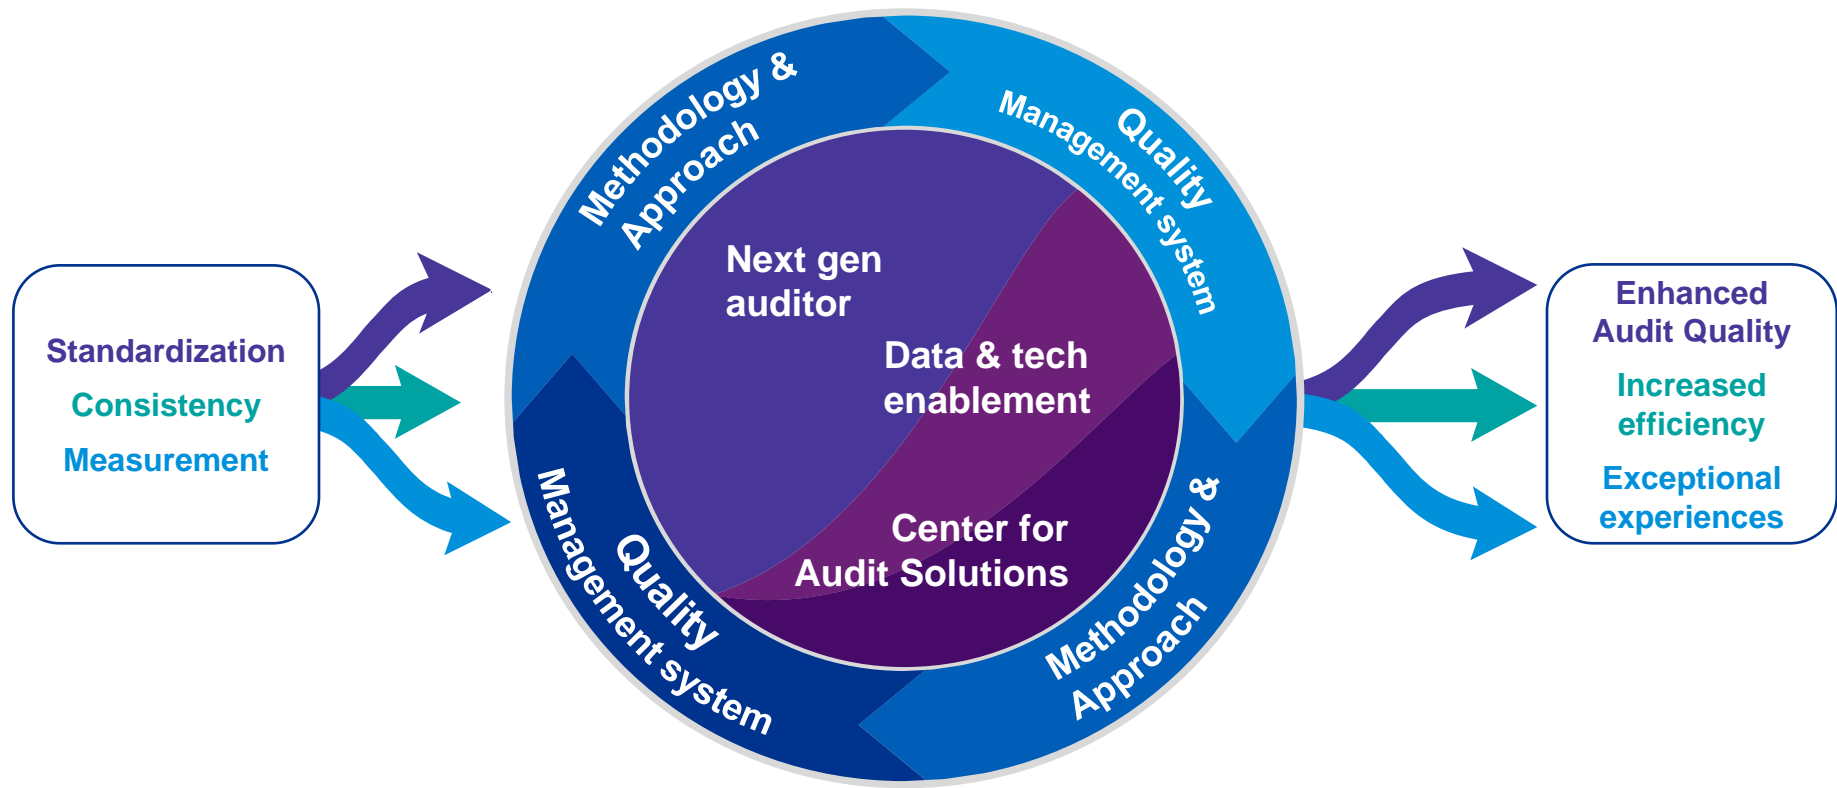 Standardization
Consistency
Measurement
Methodology &
Approach
Quality
Management system
Next gen
auditor
Data & tech
enablement
Center for
Audit Solutions
Quality
Management system
Methodology &
Approach
Enhanced
Audit Quality
Increased
efficiency
Exceptional
experiences